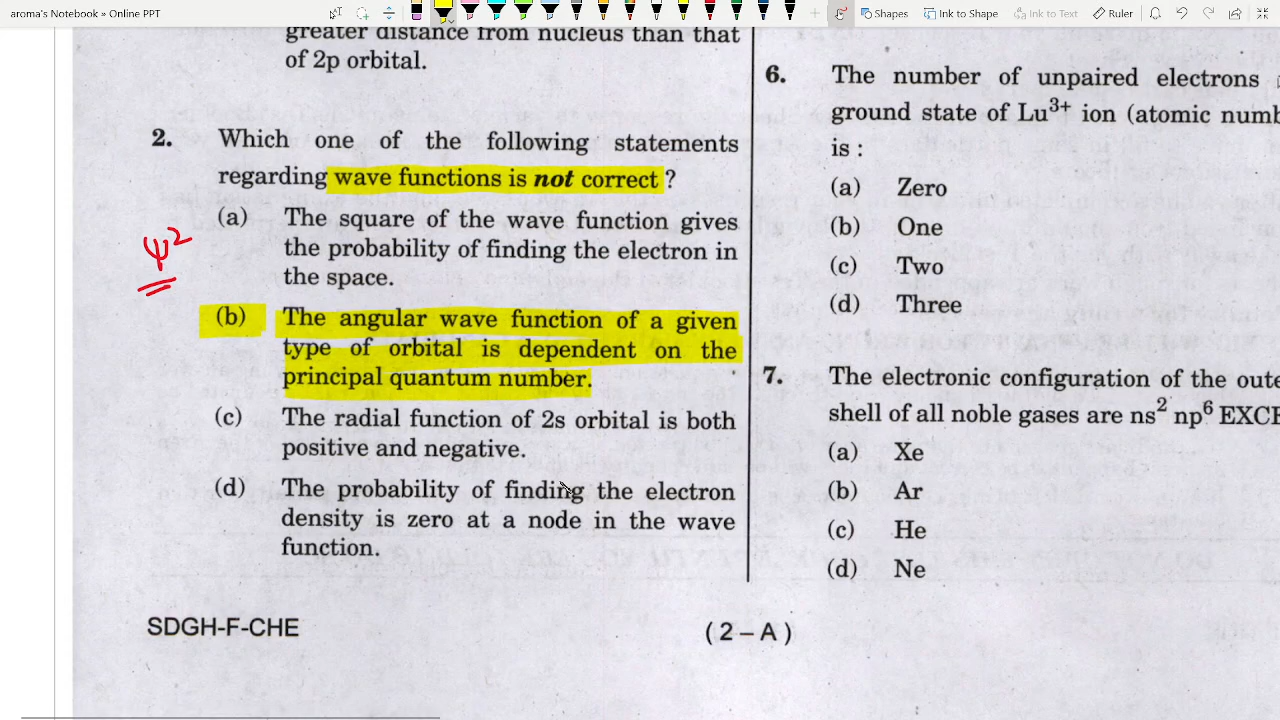 aroma's Notebook » Online PPT
Shapes
Ink to Shape
Ink to Text
Ruler
greater distance from nucleus than that
of 2p orbital.
2. Which one of the following statements
regarding wave functions is not correct ?
(a) The square of the wave function gives
the probability of finding the electron in
the space.
ψ²
(b) The angular wave function of a given
type of orbital is dependent on the
principal quantum number.
(c) The radial function of 2s orbital is both
positive and negative.
(d) The probability of finding the electron
density is zero at a node in the wave
function.
6. The number of unpaired electrons
ground state of Lu³⁺ ion (atomic numb
is :
(a) Zero
(b) One
(c) Two
(d) Three
7. The electronic configuration of the oute
shell of all noble gases are ns² np⁶ EXCE
(a) Xe
(b) Ar
(c) He
(d) Ne
SDGH-F-CHE
( 2 – A )